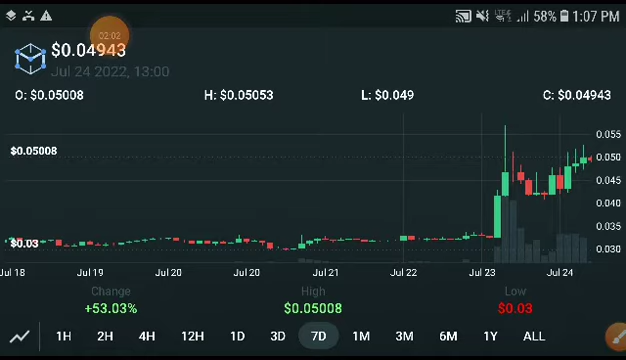 58% 1:07 PM
02:02
$0.04943
Jul 24 2022, 13:00
O: $0.05008 H: $0.05053 L: $0.049 C: $0.04943
0.055
$0.05008 0.050
0.045
0.040
0.035
$0.03 0.030
Jul 18 Jul 19 Jul 20 Jul 20 Jul 21 Jul 22 Jul 23 Jul 24
Change High Low
+53.03% $0.05008 $0.03
1H 2H 4H 12H 1D 3D 7D 1M 3M 6M 1Y ALL